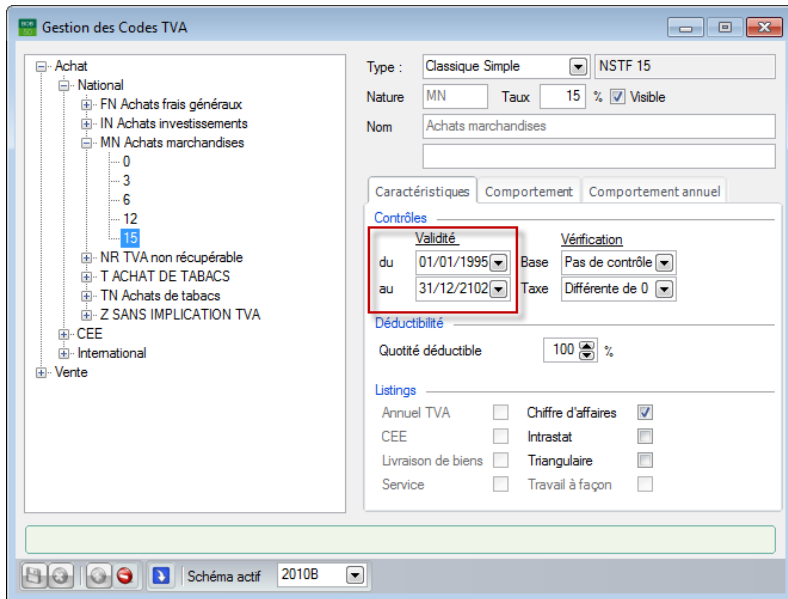 BOB 50 Gestion des Codes TVA
Achat
National
FN Achats frais généraux
IN Achats investissements
MN Achats marchandises
0
3
6
12
15
NR TVA non récupérable
T ACHAT DE TABACS
TN Achats de tabacs
Z SANS IMPLICATION TVA
CEE
International
Vente
Type : Classique Simple NSTF 15
Nature MN Taux 15 % Visible
Nom Achats marchandises
Caractéristiques Comportement Comportement annuel
Contrôles
Validité Vérification
du 01/01/1995 Base Pas de contrôle
au 31/12/2102 Taxe Différente de 0
Déductibilité
Quotité déductible 100 %
Listings
Annuel TVA Chiffre d'affaires
CEE Intrastat
Livraison de biens Triangulaire
Service Travail à façon
Schéma actif 2010B